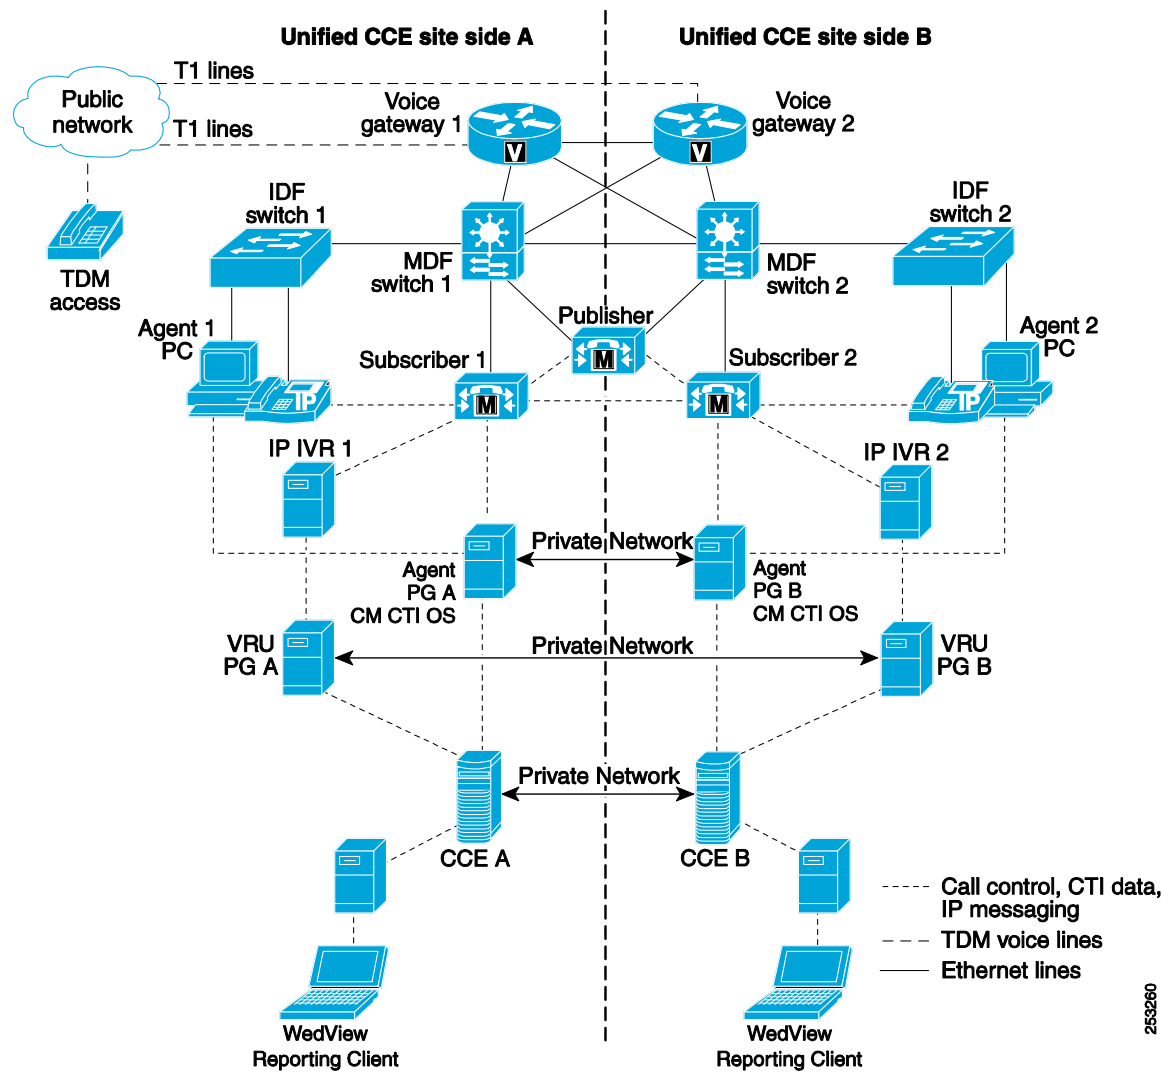 Unified CCE site side A
Unified CCE site side B
T1 lines
Public
network
T1 lines
Voice
gateway 1
Voice
gateway 2
V
V
IDF
switch 1
IDF
switch 2
TDM
access
MDF
switch 1
MDF
switch 2
Publisher
M
Agent 1
PC
Agent 2
PC
Subscriber 1
Subscriber 2
IP
M
M
IP
IP IVR 1
IP IVR 2
Private Network
Agent
PG A
CM CTI OS
Agent
PG B
CM CTI OS
VRU
PG A
Private Network
VRU
PG B
Private Network
CCE A
CCE B
Call control, CTI data,
IP messaging
TDM voice lines
Ethernet lines
WedView
Reporting Client
WedView
Reporting Client
253260